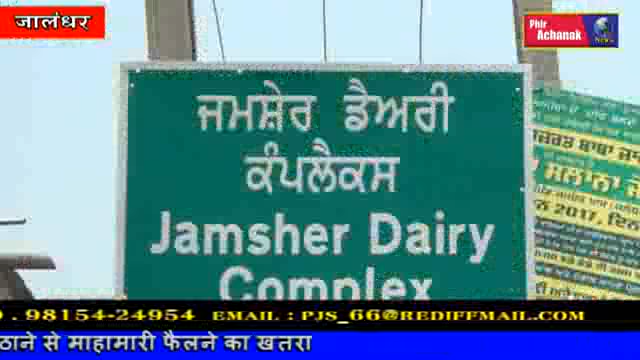 जालंधर
Phir
Achanak
News
ਜਮਸ਼ੇਰ ਡੈਅਰੀ
ਕੰਪਲੈਕਸ
Jamsher Dairy
Complex
2017,
. 98154-24954 EMAIL : PJS_66@REDIFFMAIL.COM
ठाने से माहामारी फैलने का खतरा